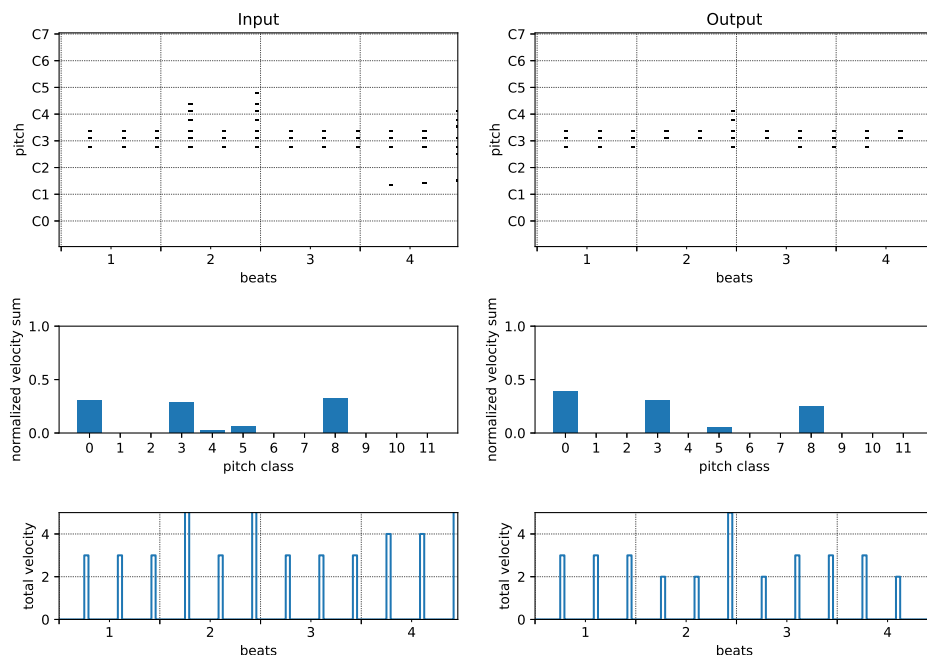 Input
Output
pitch
C7
C6
C5
C4
C3
C2
C1
C0
1 2 3 4
beats
pitch
C7
C6
C5
C4
C3
C2
C1
C0
1 2 3 4
beats
normalized velocity sum
1.0
0.5
0.0
0 1 2 3 4 5 6 7 8 9 10 11
pitch class
normalized velocity sum
1.0
0.5
0.0
0 1 2 3 4 5 6 7 8 9 10 11
pitch class
total velocity
4
2
0
1 2 3 4
beats
total velocity
4
2
0
1 2 3 4
beats